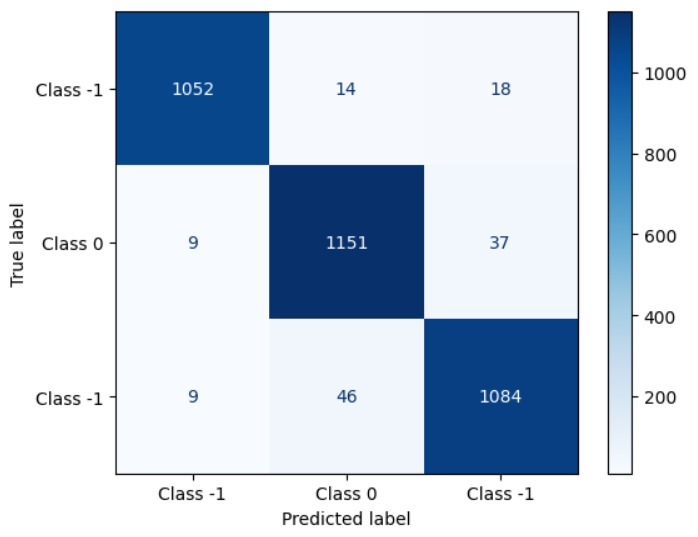 Class -1 1052 14 18
Class 0 9 1151 37
Class -1 9 46 1084
Class -1 Class 0 Class -1
Predicted label
True label
1000
800
600
400
200